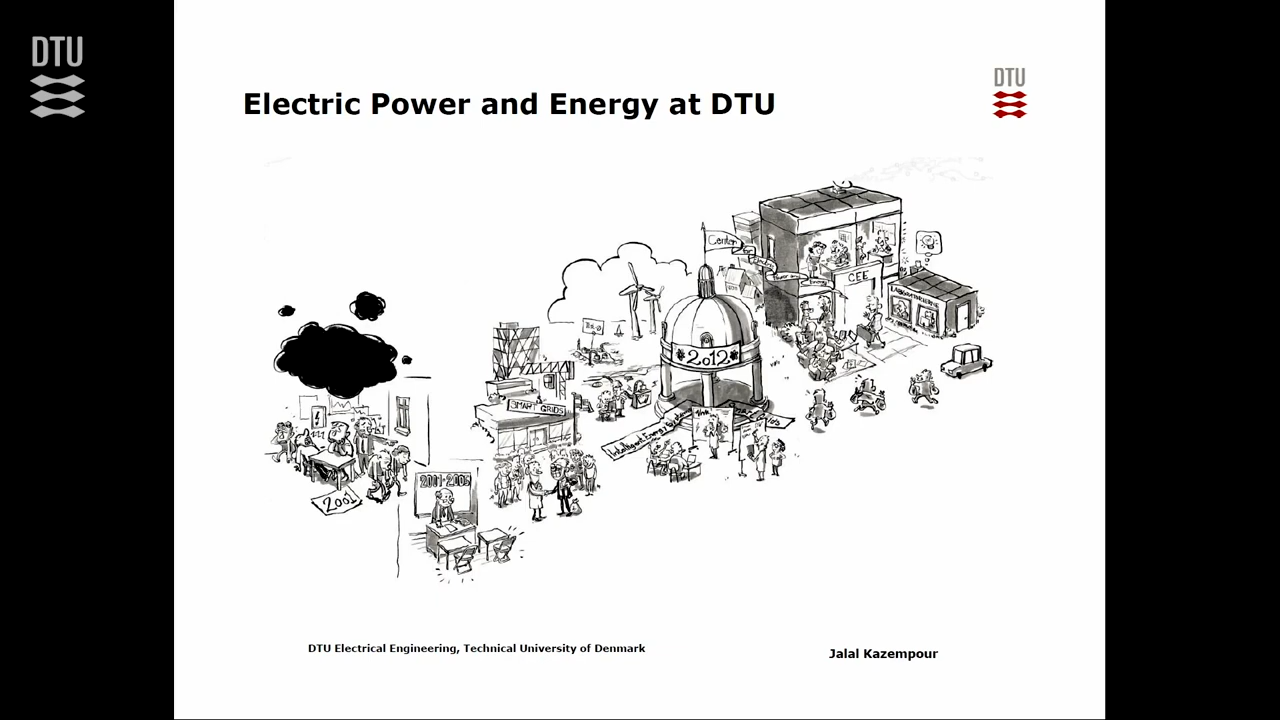 DTU
Electric Power and Energy at DTU
DTU
Center
CEE
2012
SMART GRIDS
2001-2005
2001
DTU Electrical Engineering, Technical University of Denmark
Jalal Kazempour